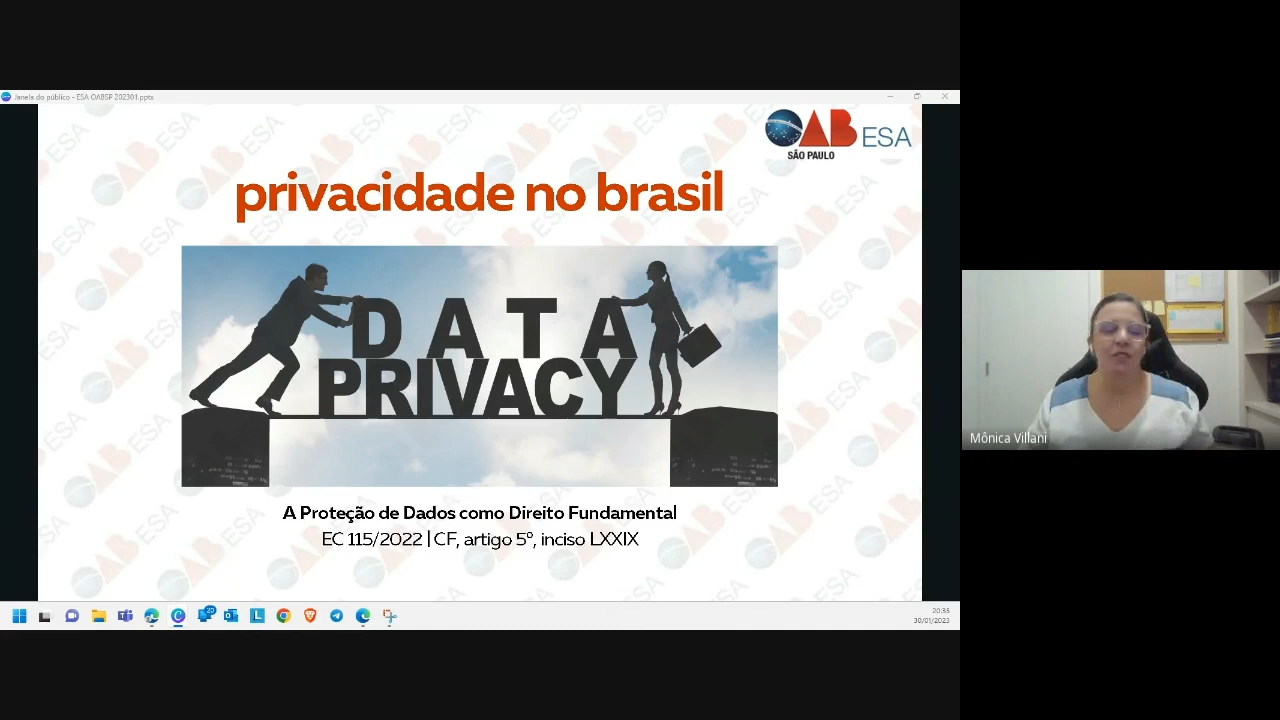 Janela do público - ESA OABSP 202301.pptx
OAB ESA
SÃO PAULO
privacidade no brasil
DATA
PRIVACY
A Proteção de Dados como Direito Fundamental
EC 115/2022 | CF, artigo 5º, inciso LXXIX
Mônica Villani
20
20:35
30/01/2023